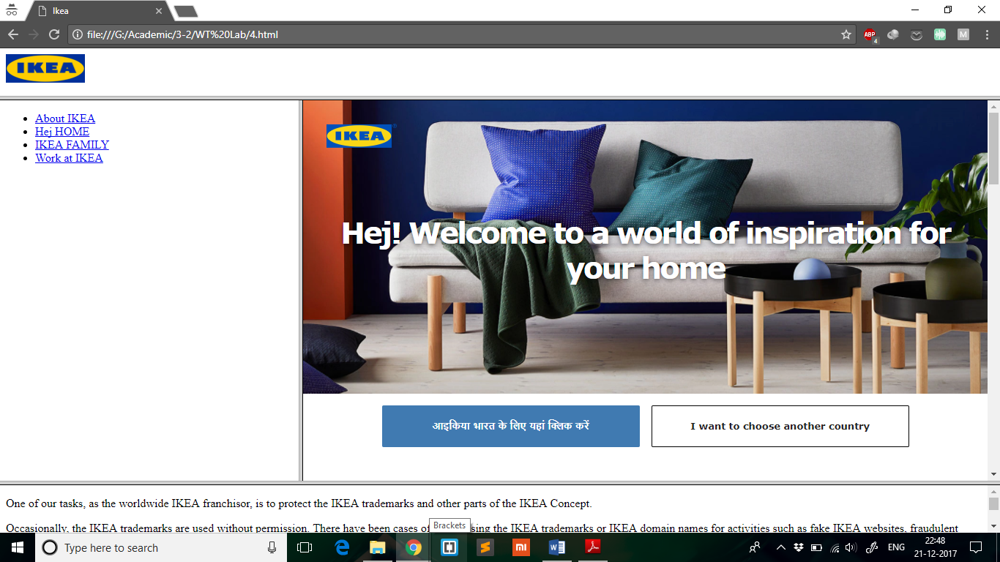 Ikea
file:///G:/Academic/3-2/WT%20Lab/4.html
ABP
4
M
IKEA
About IKEA
Hej HOME
IKEA FAMILY
Work at IKEA
IKEA
Hej! Welcome to a world of inspiration for
your home
आइकिया भारत के लिए यहां क्लिक करें
I want to choose another country
One of our tasks, as the worldwide IKEA franchisor, is to protect the IKEA trademarks and other parts of the IKEA Concept.
Occasionally, the IKEA trademarks are used without permission. There have been cases of sing the IKEA trademarks or IKEA domain names for activities such as fake IKEA websites, fraudulent
Brackets
Type here to search
ENG
22:48
21-12-2017